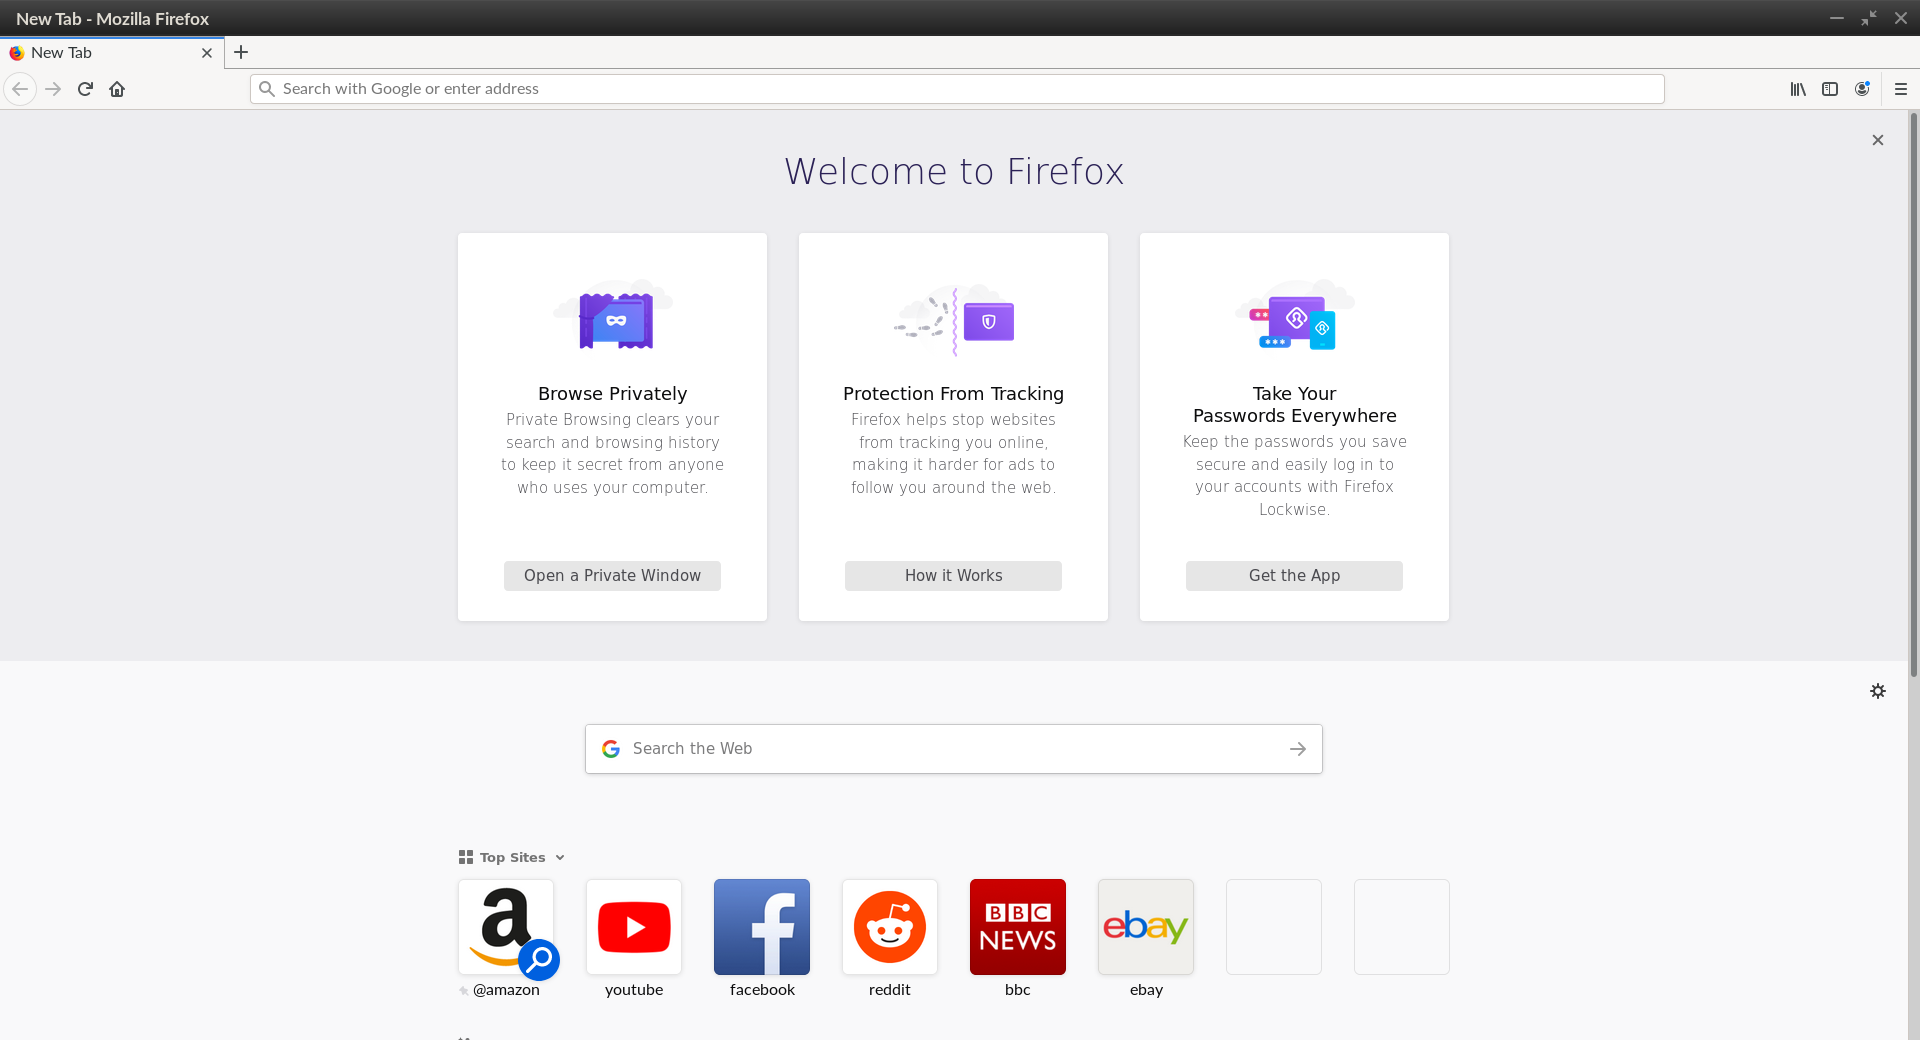 New Tab - Mozilla Firefox
New Tab
Search with Google or enter address
Welcome to Firefox
Browse Privately
Private Browsing clears your
search and browsing history
to keep it secret from anyone
who uses your computer.
Open a Private Window
Protection From Tracking
Firefox helps stop websites
from tracking you online,
making it harder for ads to
follow you around the web.
How it Works
Take Your
Passwords Everywhere
Keep the passwords you save
secure and easily log in to
your accounts with Firefox
Lockwise.
Get the App
Search the Web
Top Sites
a
BBC
NEWS
ebay
@amazon
youtube
facebook
reddit
bbc
ebay